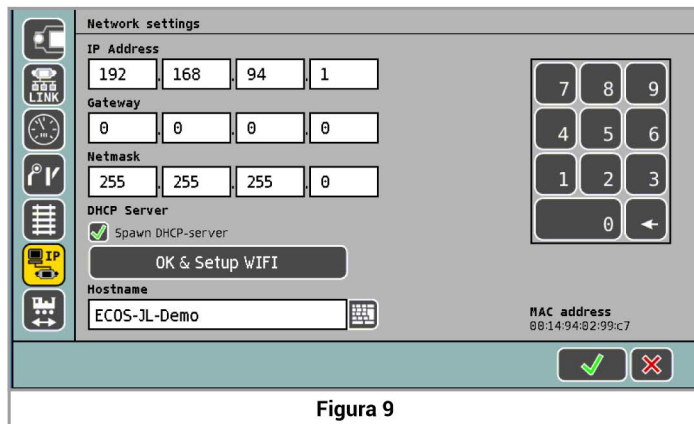 Network settings
IP Address
192 . 168 . 94 . 1
Gateway
0 . 0 . 0 . 0
Netmask
255 . 255 . 255 . 0
DHCP Server
Spawn DHCP-server
OK & Setup WIFI
Hostname
ECOS-JL-Demo
LINK
IP
7 8 9
4 5 6
1 2 3
0
MAC address
00:14:94:02:99:c7
Figura 9